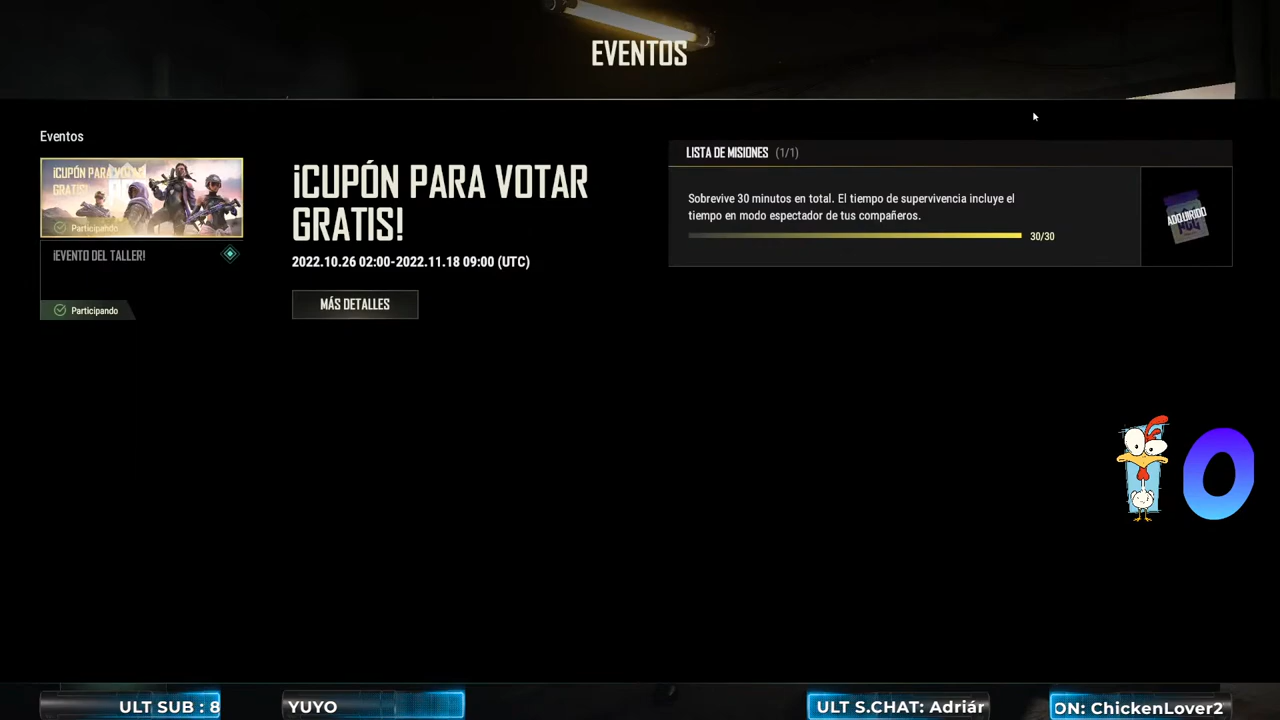 EVENTOS
Eventos
¡CUPÓN PARA VOTAR
GRATIS!
Participando
¡EVENTO DEL TALLER!
Participando
¡CUPÓN PARA VOTAR
GRATIS!
2022.10.26 02:00-2022.11.18 09:00 (UTC)
MÁS DETALLES
LISTA DE MISIONES (1/1)
Sobrevive 30 minutos en total. El tiempo de supervivencia incluye el
tiempo en modo espectador de tus compañeros.
30/30
ADQUIRIDO
0
ULT SUB : 8
YUYO
ULT S.CHAT: Adriár
ON: ChickenLover2